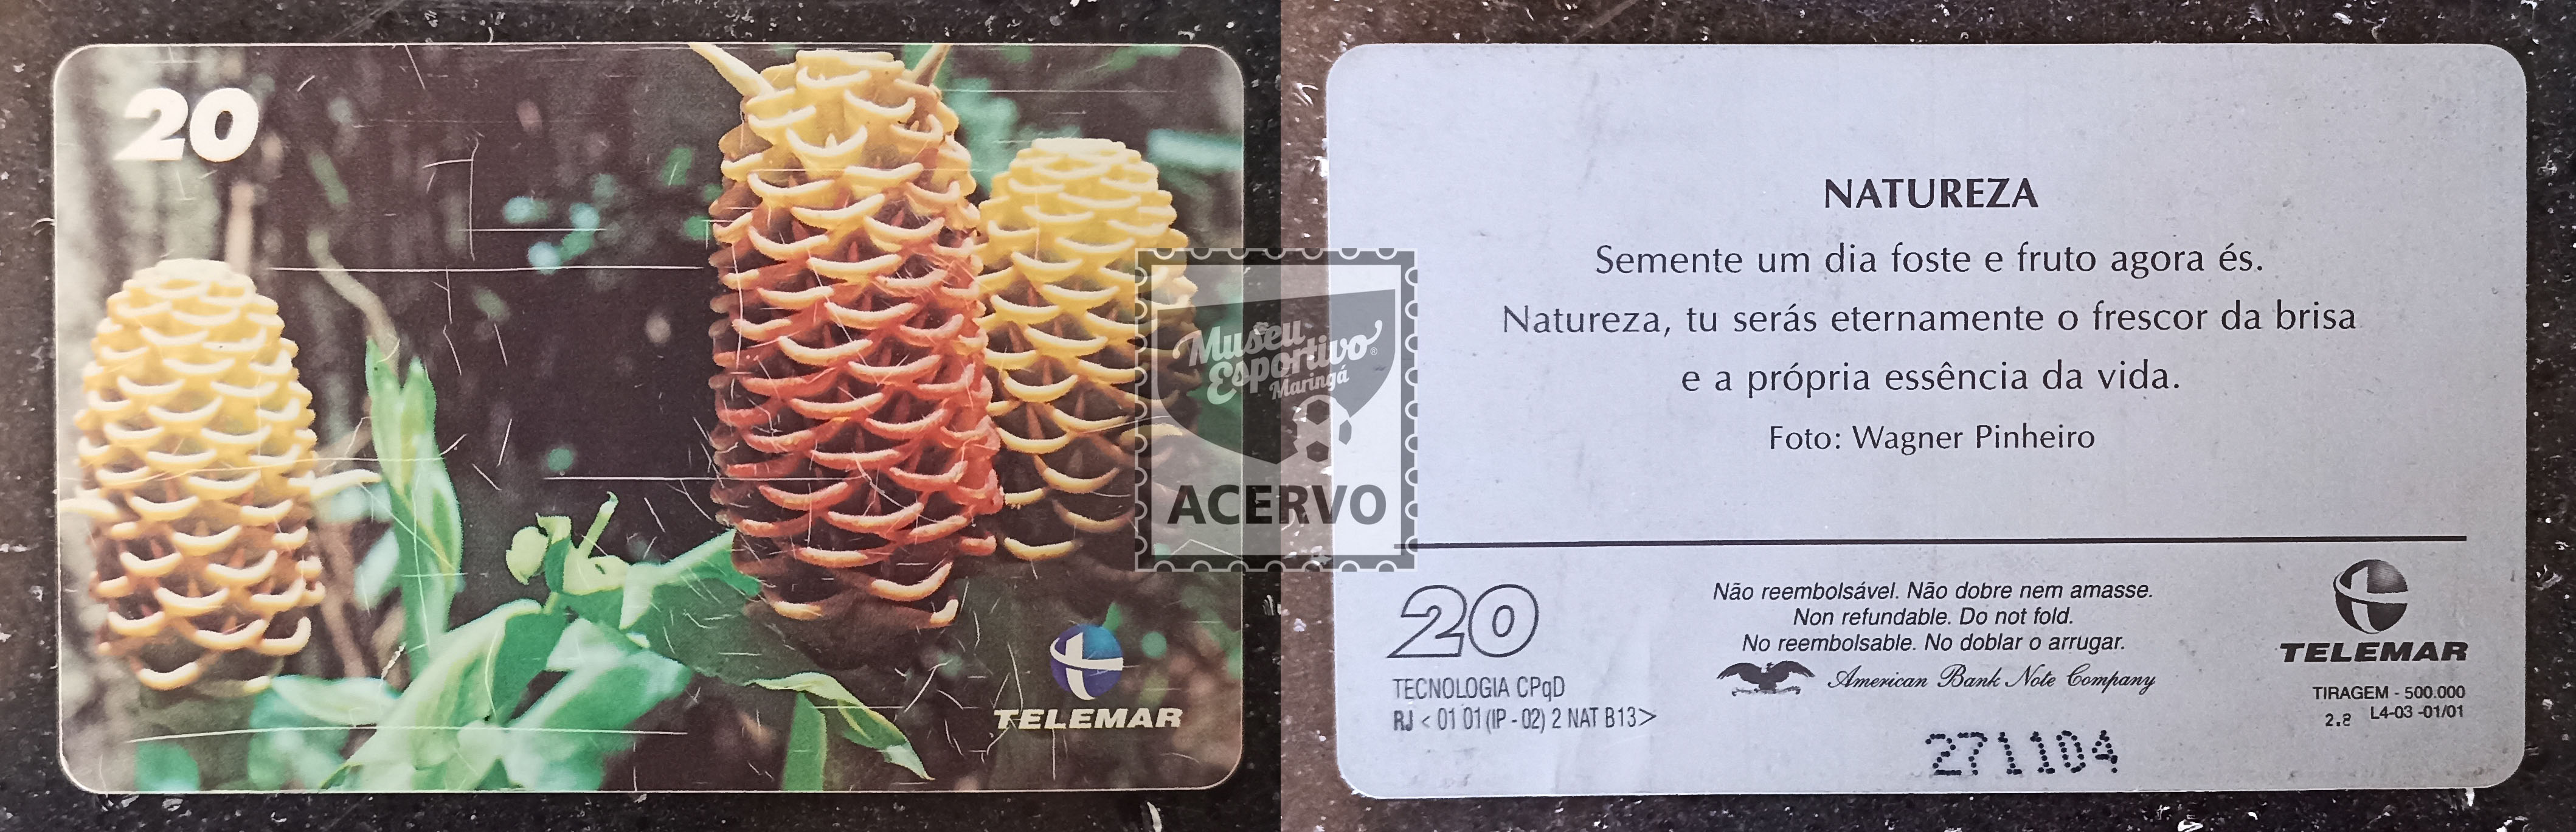 20
TELEMAR
Museu
Esportivo
Maringá
ACERVO
NATUREZA
Semente um dia foste e fruto agora és.
Natureza, tu serás eternamente o frescor da brisa
e a própria essência da vida.
Foto: Wagner Pinheiro
20
TECNOLOGIA CPqD
RJ < 01 01 (IP - 02) 2 NAT B13>
Não reembolsável. Não dobre nem amasse.
Non refundable. Do not fold.
No reembolsable. No doblar o arrugar.
American Bank Note Company
271104
TELEMAR
TIRAGEM - 500.000
2.8 L4-03 -01/01